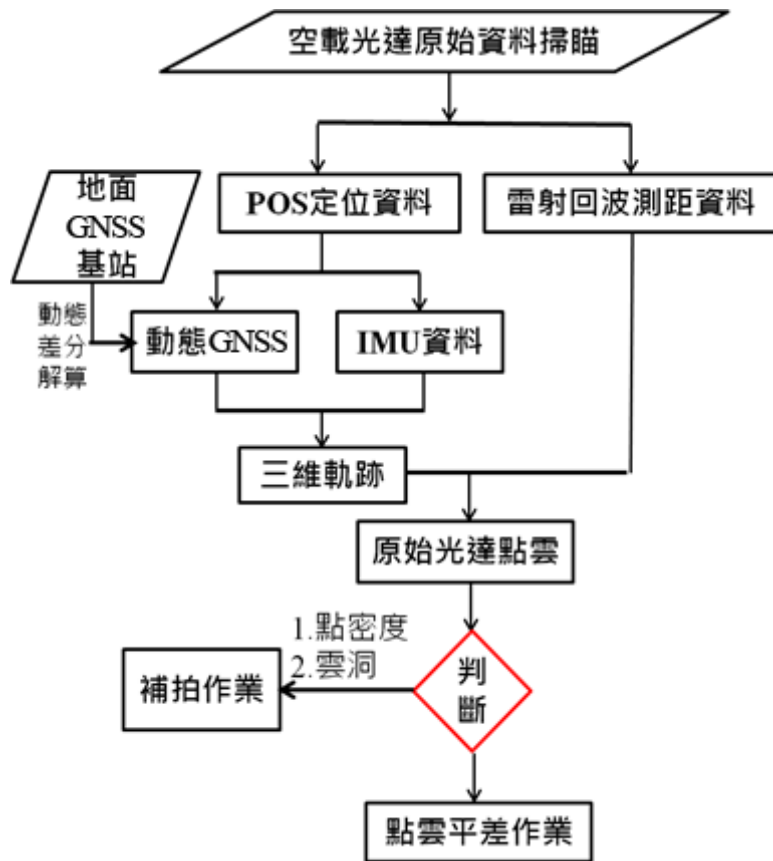 空載光達原始資料掃瞄
地面
GNSS
基站
POS定位資料
雷射回波測距資料
動態
差分
解算
動態GNSS
IMU資料
三維軌跡
原始光達點雲
1.點密度
2.雲洞
補拍作業
判
斷
點雲平差作業